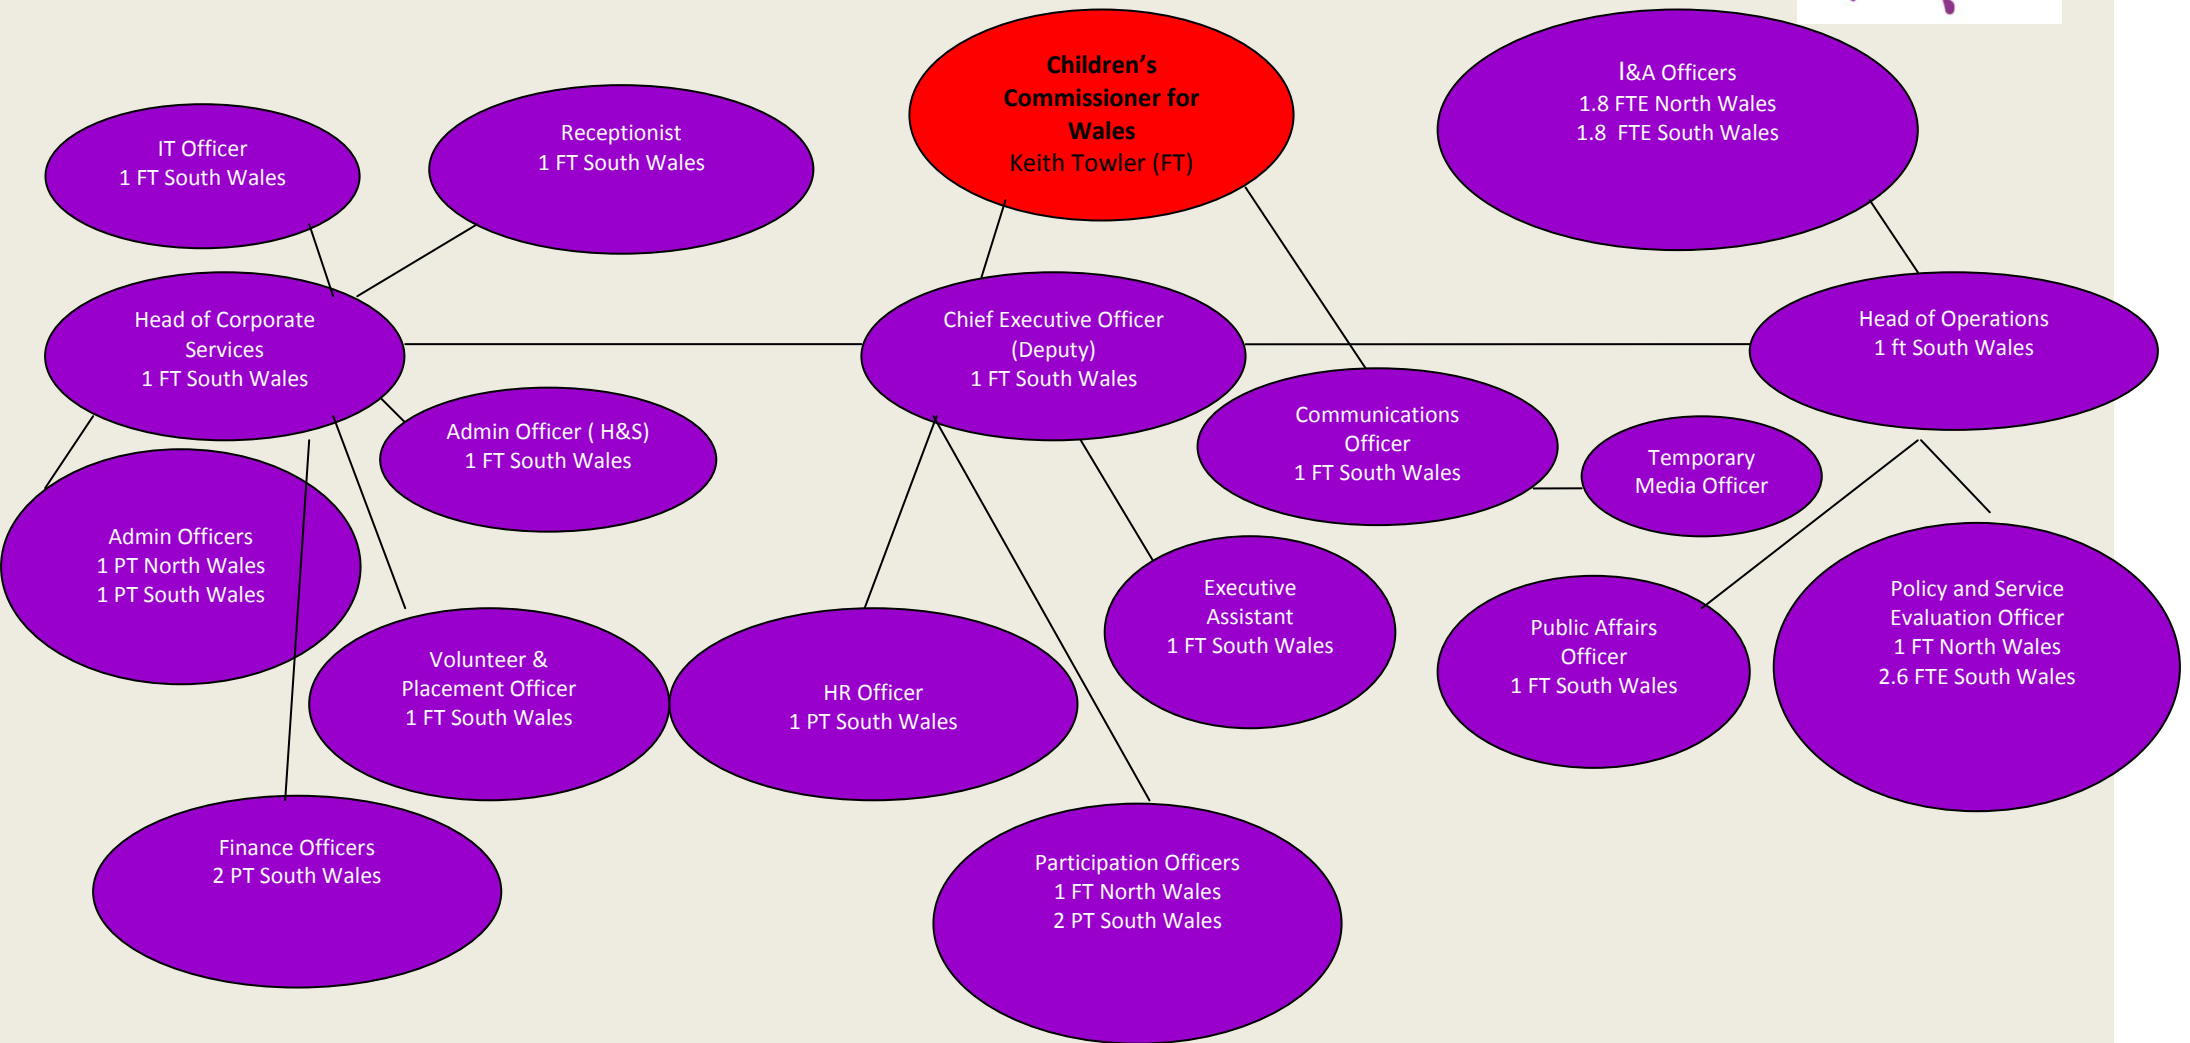 Children’s
Commissioner for
Wales
Keith Towler (FT)
I&A Officers
1.8 FTE North Wales
1.8  FTE South Wales
IT Officer
1 FT South Wales
Receptionist
1 FT South Wales
Head of Corporate
Services
1 FT South Wales
Chief Executive Officer
(Deputy)
1 FT South Wales
Head of Operations
1 ft South Wales
Admin Officer ( H&S)
1 FT South Wales
Communications
Officer
1 FT South Wales
Temporary
Media Officer
Admin Officers
1 PT North Wales
1 PT South Wales
Volunteer &
Placement Officer
1 FT South Wales
HR Officer
1 PT South Wales
Executive
Assistant
1 FT South Wales
Public Affairs
Officer
1 FT South Wales
Policy and Service
Evaluation Officer
1 FT North Wales
2.6 FTE South Wales
Finance Officers
2 PT South Wales
Participation Officers
1 FT North Wales
2 PT South Wales